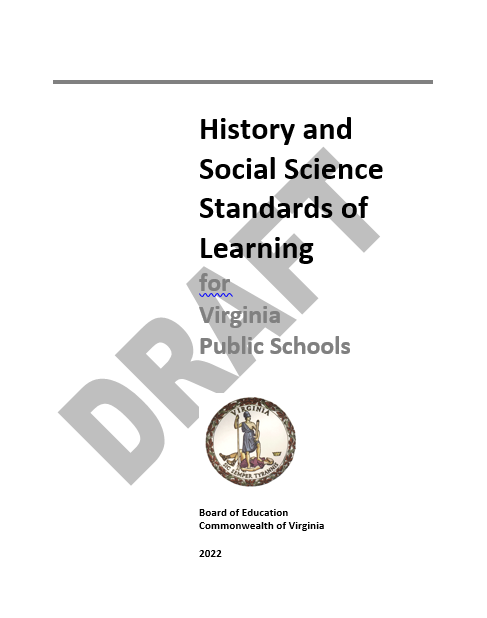 History and
Social Science
Standards of
Learning
for
Virginia
Public Schools
DRAFT
VIRGINIA
SIC SEMPER TYRANNIS
Board of Education
Commonwealth of Virginia
2022